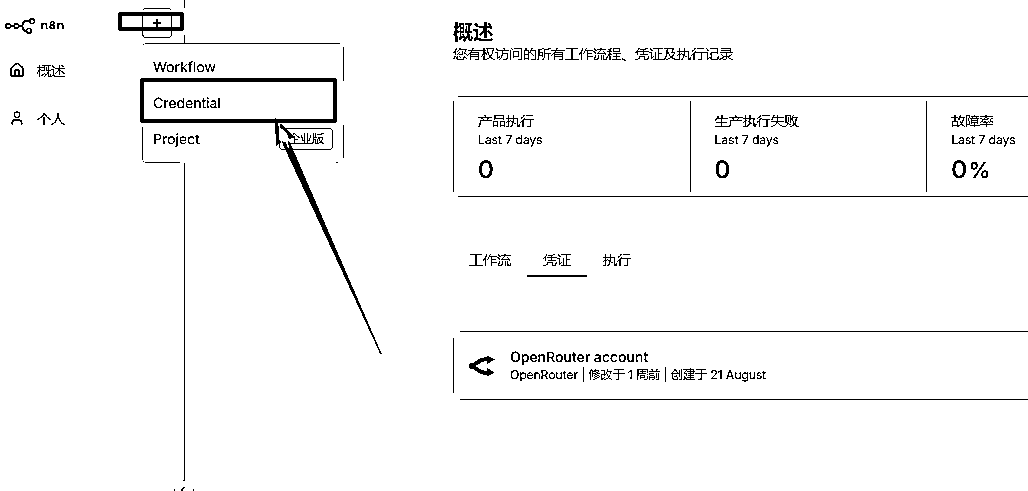 n8n
+
概述
个人
Workflow
Credential
Project
企业版
概述
您有权访问的所有工作流程、凭证及执行记录
产品执行
Last 7 days
0
生产执行失败
Last 7 days
0
故障率
Last 7 days
0%
工作流
凭证
执行
OpenRouter account
OpenRouter | 修改于 1 周前 | 创建于 21 August